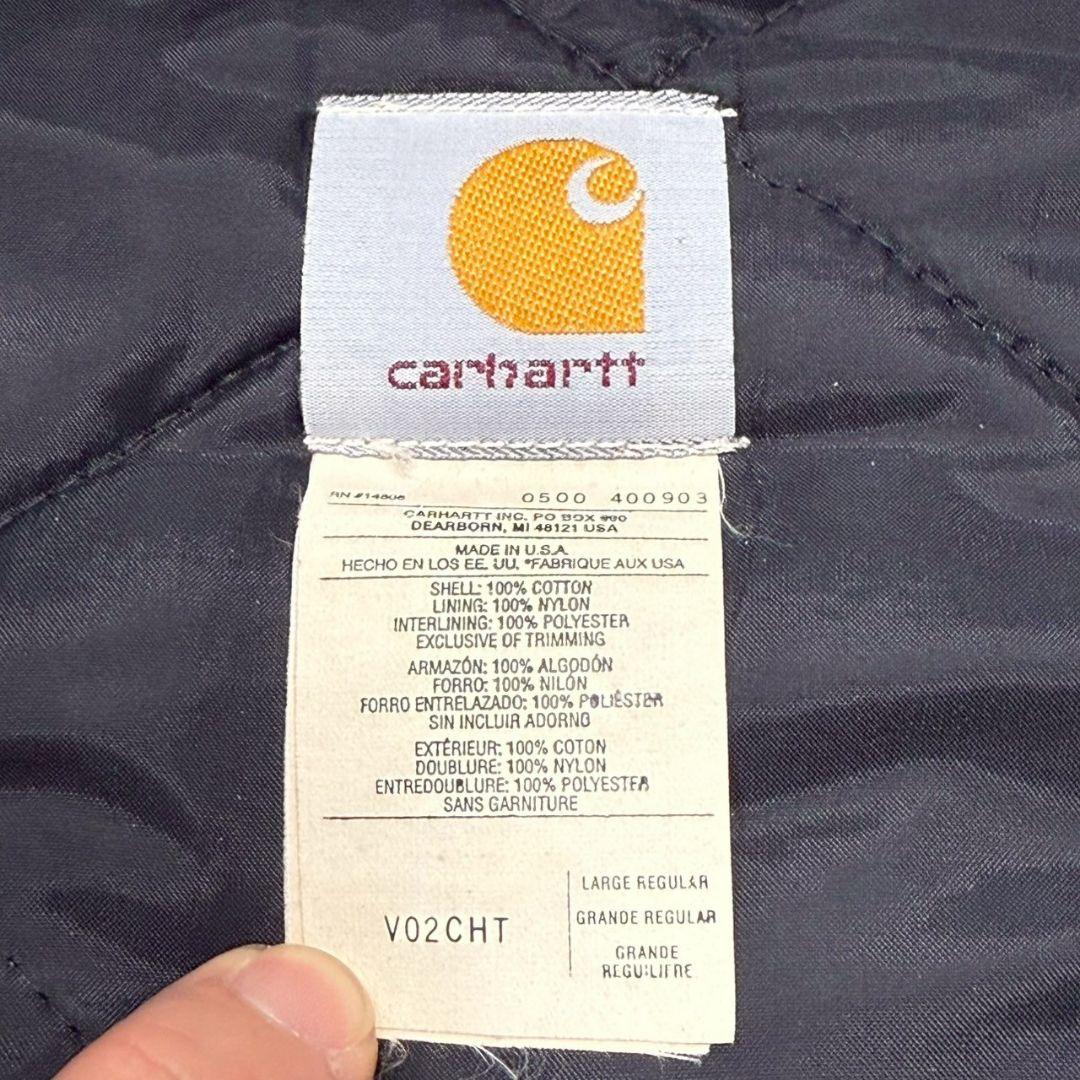 carhartt
RN #14806 0500 400903
CARHARTT INC. PO BOX 600
DEARBORN, MI 48121 USA
MADE IN U.S.A.
HECHO EN LOS EE. UU. *FABRIQUE AUX USA
SHELL: 100% COTTON
LINING: 100% NYLON
INTERLINING: 100% POLYESTER
EXCLUSIVE OF TRIMMING
ARMAZÓN: 100% ALGODÓN
FORRO: 100% NILÓN
FORRO ENTRELAZADO: 100% POLIÉSTER
SIN INCLUIR ADORNO
EXTÉRIEUR: 100% COTON
DOUBLURE: 100% NYLON
ENTREDOUBLURE: 100% POLYESTER
SANS GARNITURE
V02CHT
LARGE REGULAR
GRANDE REGULAR
GRANDE
REGULIERE